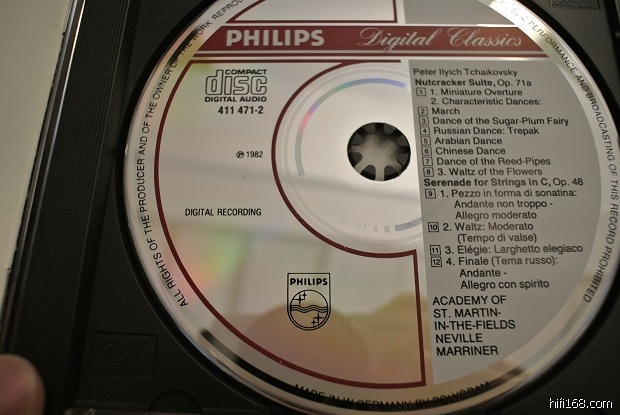 PHILIPS Digital Classics
COMPACT
disc
DIGITAL AUDIO
411 471-2
℗ 1982
DIGITAL RECORDING
PHILIPS
Peter Ilyich Tchaikovsky
Nutcracker Suite, Op. 71a
1 1. Miniature Overture
2. Characteristic Dances:
2 March
3 Dance of the Sugar-Plum Fairy
4 Russian Dance: Trepak
5 Arabian Dance
6 Chinese Dance
7 Dance of the Reed-Pipes
8 3. Waltz of the Flowers
Serenade for Strings in C, Op. 48
9 1. Pezzo in forma di sonatina:
Andante non troppo -
Allegro moderato
10 2. Waltz: Moderato
(Tempo di valse)
11 3. Elégie: Larghetto elegiaco
12 4. Finale (Tema russo):
Andante -
Allegro con spirito
ACADEMY OF
ST. MARTIN-
IN-THE-FIELDS
NEVILLE
MARRINER
ALL RIGHTS OF THE PRODUCER AND OF THE OWNER OF THE WORK
PERFORMANCE AND BROADCASTING OF THIS RECORD PROHIBITED
MADE IN W. GERMANY BY POLYGRAM
hifi168.com